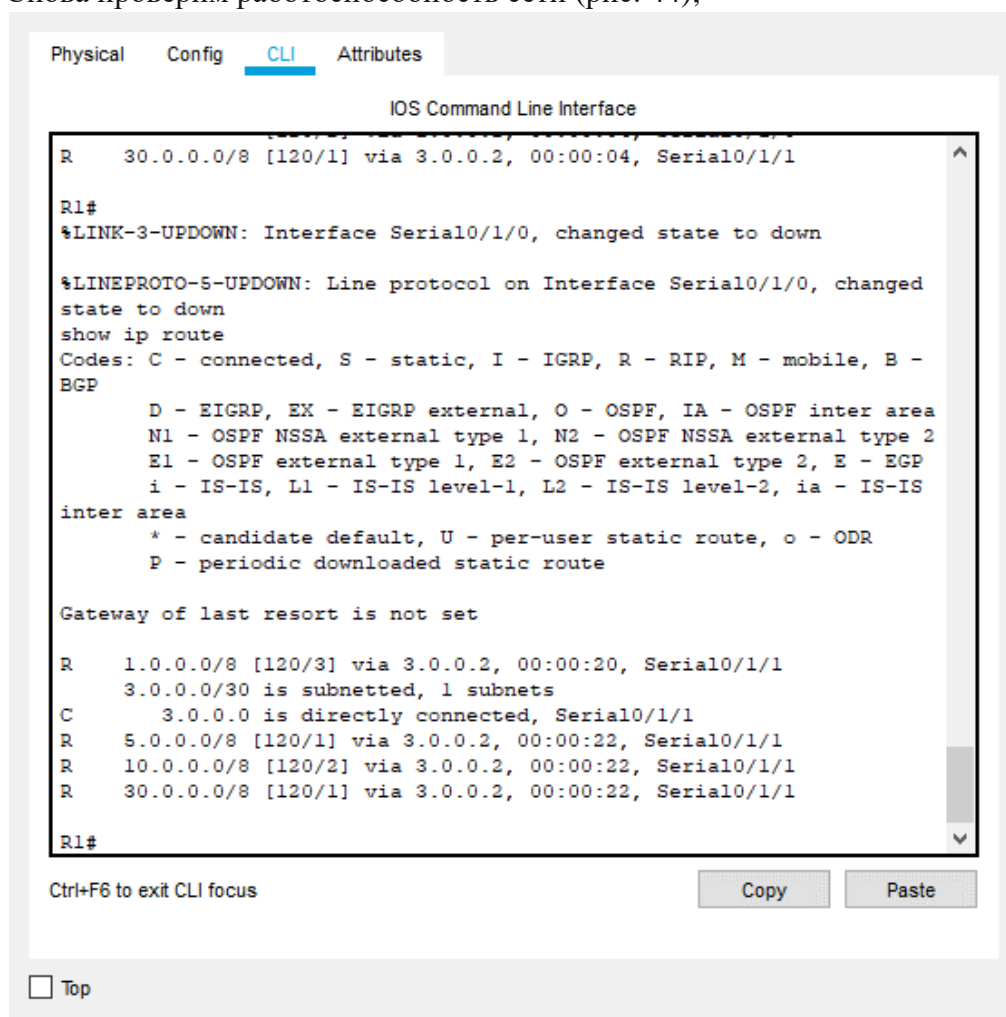 Снова проверим работоспособность сети (рис. 44);
Physical Config CLI Attributes
IOS Command Line Interface
R 30.0.0.0/8 [120/1] via 3.0.0.2, 00:00:04, Serial0/1/1
R1#
%LINK-3-UPDOWN: Interface Serial0/1/0, changed state to down
%LINEPROTO-5-UPDOWN: Line protocol on Interface Serial0/1/0, changed
state to down
show ip route
Codes: C - connected, S - static, I - IGRP, R - RIP, M - mobile, B -
BGP
D - EIGRP, EX - EIGRP external, O - OSPF, IA - OSPF inter area
N1 - OSPF NSSA external type 1, N2 - OSPF NSSA external type 2
E1 - OSPF external type 1, E2 - OSPF external type 2, E - EGP
i - IS-IS, L1 - IS-IS level-1, L2 - IS-IS level-2, ia - IS-IS
inter area
* - candidate default, U - per-user static route, o - ODR
P - periodic downloaded static route
Gateway of last resort is not set
R 1.0.0.0/8 [120/3] via 3.0.0.2, 00:00:20, Serial0/1/1
3.0.0.0/30 is subnetted, 1 subnets
C 3.0.0.0 is directly connected, Serial0/1/1
R 5.0.0.0/8 [120/1] via 3.0.0.2, 00:00:22, Serial0/1/1
R 10.0.0.0/8 [120/2] via 3.0.0.2, 00:00:22, Serial0/1/1
R 30.0.0.0/8 [120/1] via 3.0.0.2, 00:00:22, Serial0/1/1
R1#
Ctrl+F6 to exit CLI focus
Copy Paste
Top